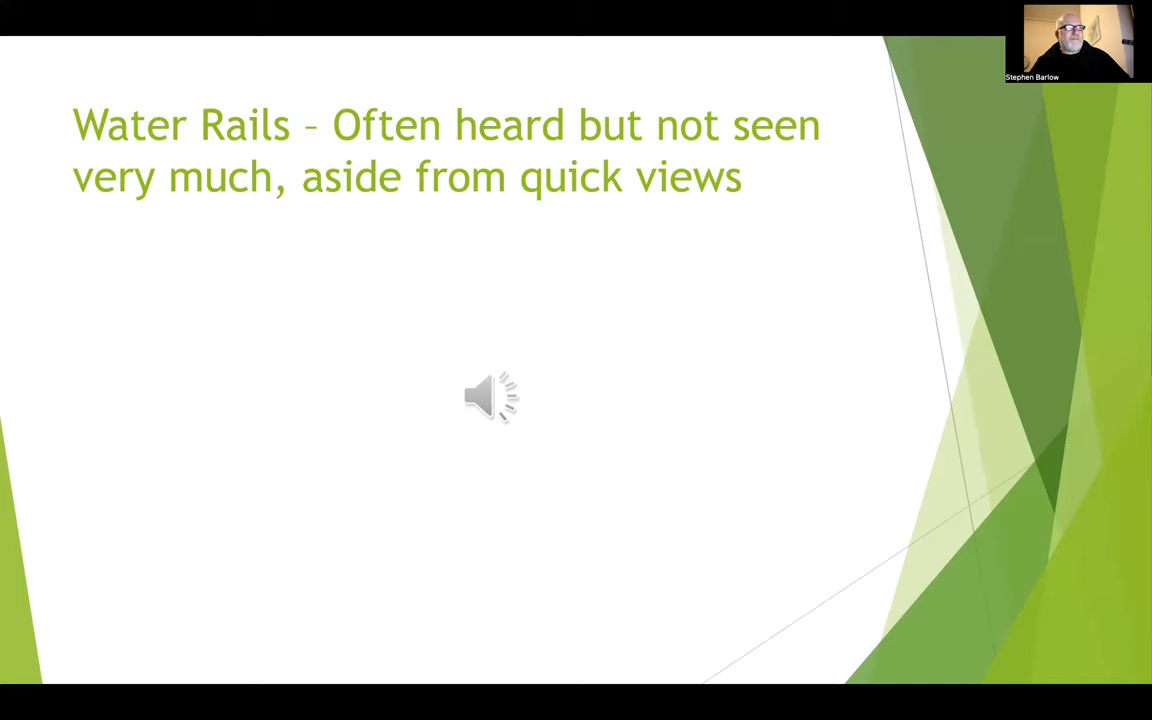 Water Rails – Often heard but not seen
very much, aside from quick views
Stephen Barlow